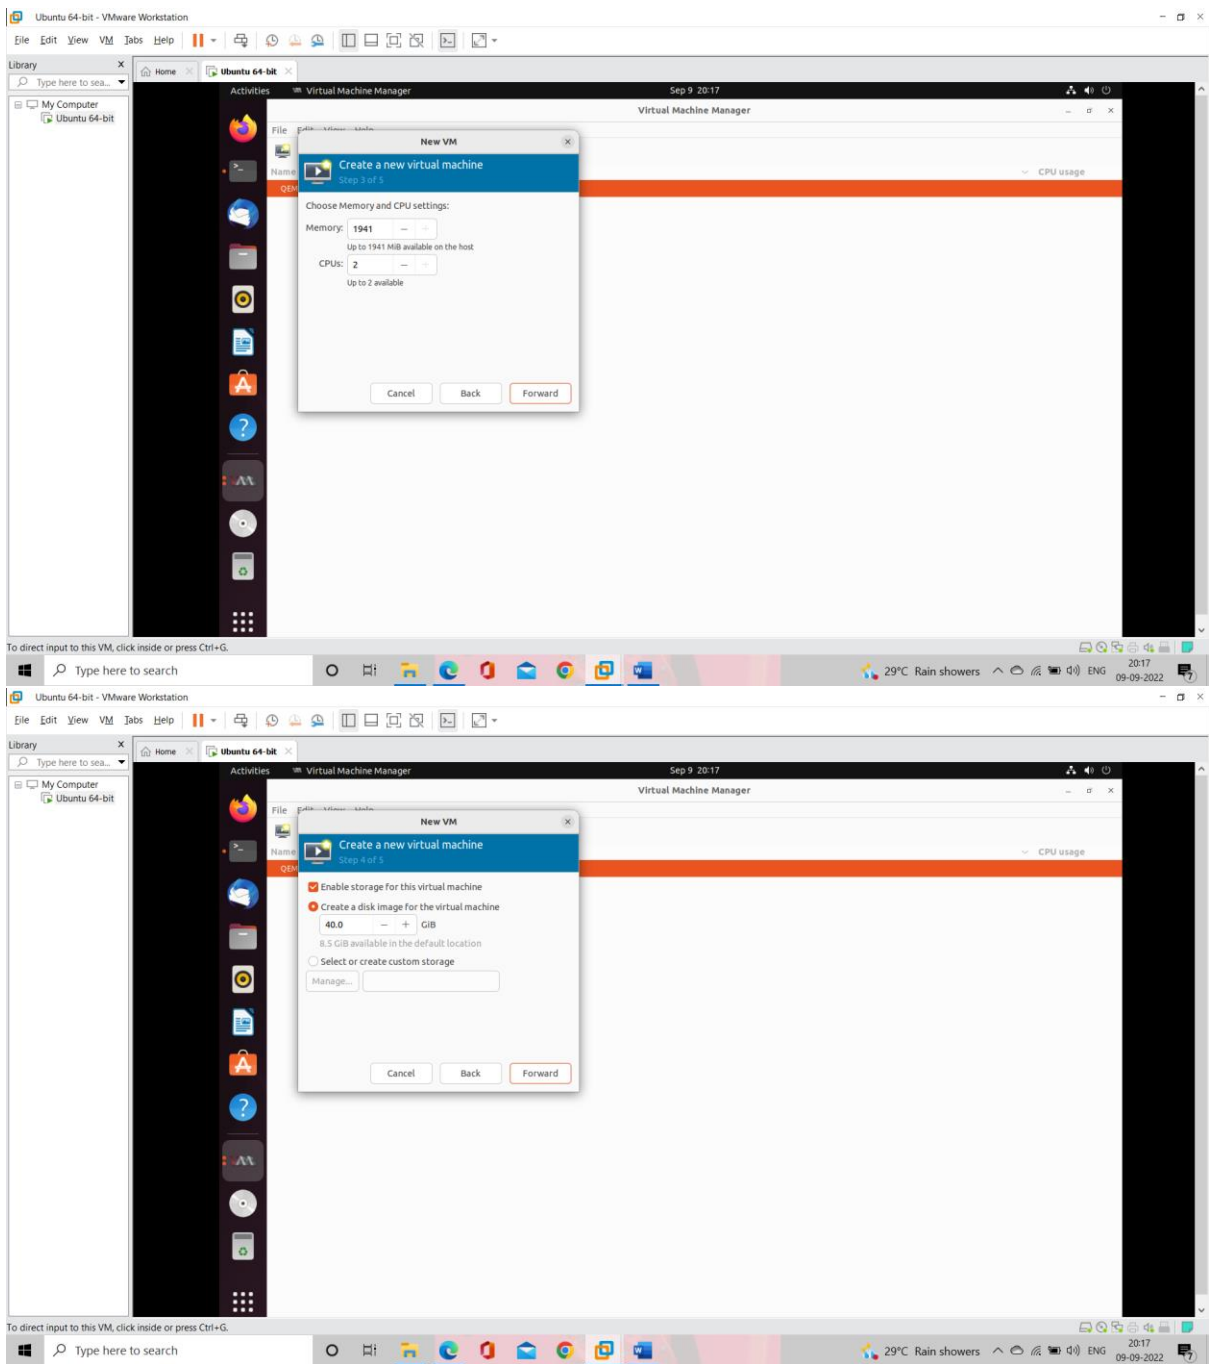 Ubuntu 64-bit - VMware Workstation
File Edit View VM Tabs Help
Library X
Home X Ubuntu 64-bit X
Type here to sea...
My Computer
Ubuntu 64-bit
Activities Virtual Machine Manager Sep 9 20:17
Virtual Machine Manager
File Edit View Help
New VM
Create a new virtual machine
Step 3 of 5
Name CPU usage
QEM
Choose Memory and CPU settings:
Memory: 1941 - +
Up to 1941 MiB available on the host
CPUs: 2 - +
Up to 2 available
Cancel Back Forward
To direct input to this VM, click inside or press Ctrl+G.
Type here to search
29°C Rain showers ENG 20:17
09-09-2022
Ubuntu 64-bit - VMware Workstation
File Edit View VM Tabs Help
Library X
Home X Ubuntu 64-bit X
Type here to sea...
My Computer
Ubuntu 64-bit
Activities Virtual Machine Manager Sep 9 20:17
Virtual Machine Manager
File Edit View Help
New VM
Create a new virtual machine
Step 4 of 5
Name CPU usage
QEM
Enable storage for this virtual machine
Create a disk image for the virtual machine
40.0 - + GiB
8.5 GiB available in the default location
Select or create custom storage
Manage...
Cancel Back Forward
To direct input to this VM, click inside or press Ctrl+G.
Type here to search
29°C Rain showers ENG 20:17
09-09-2022